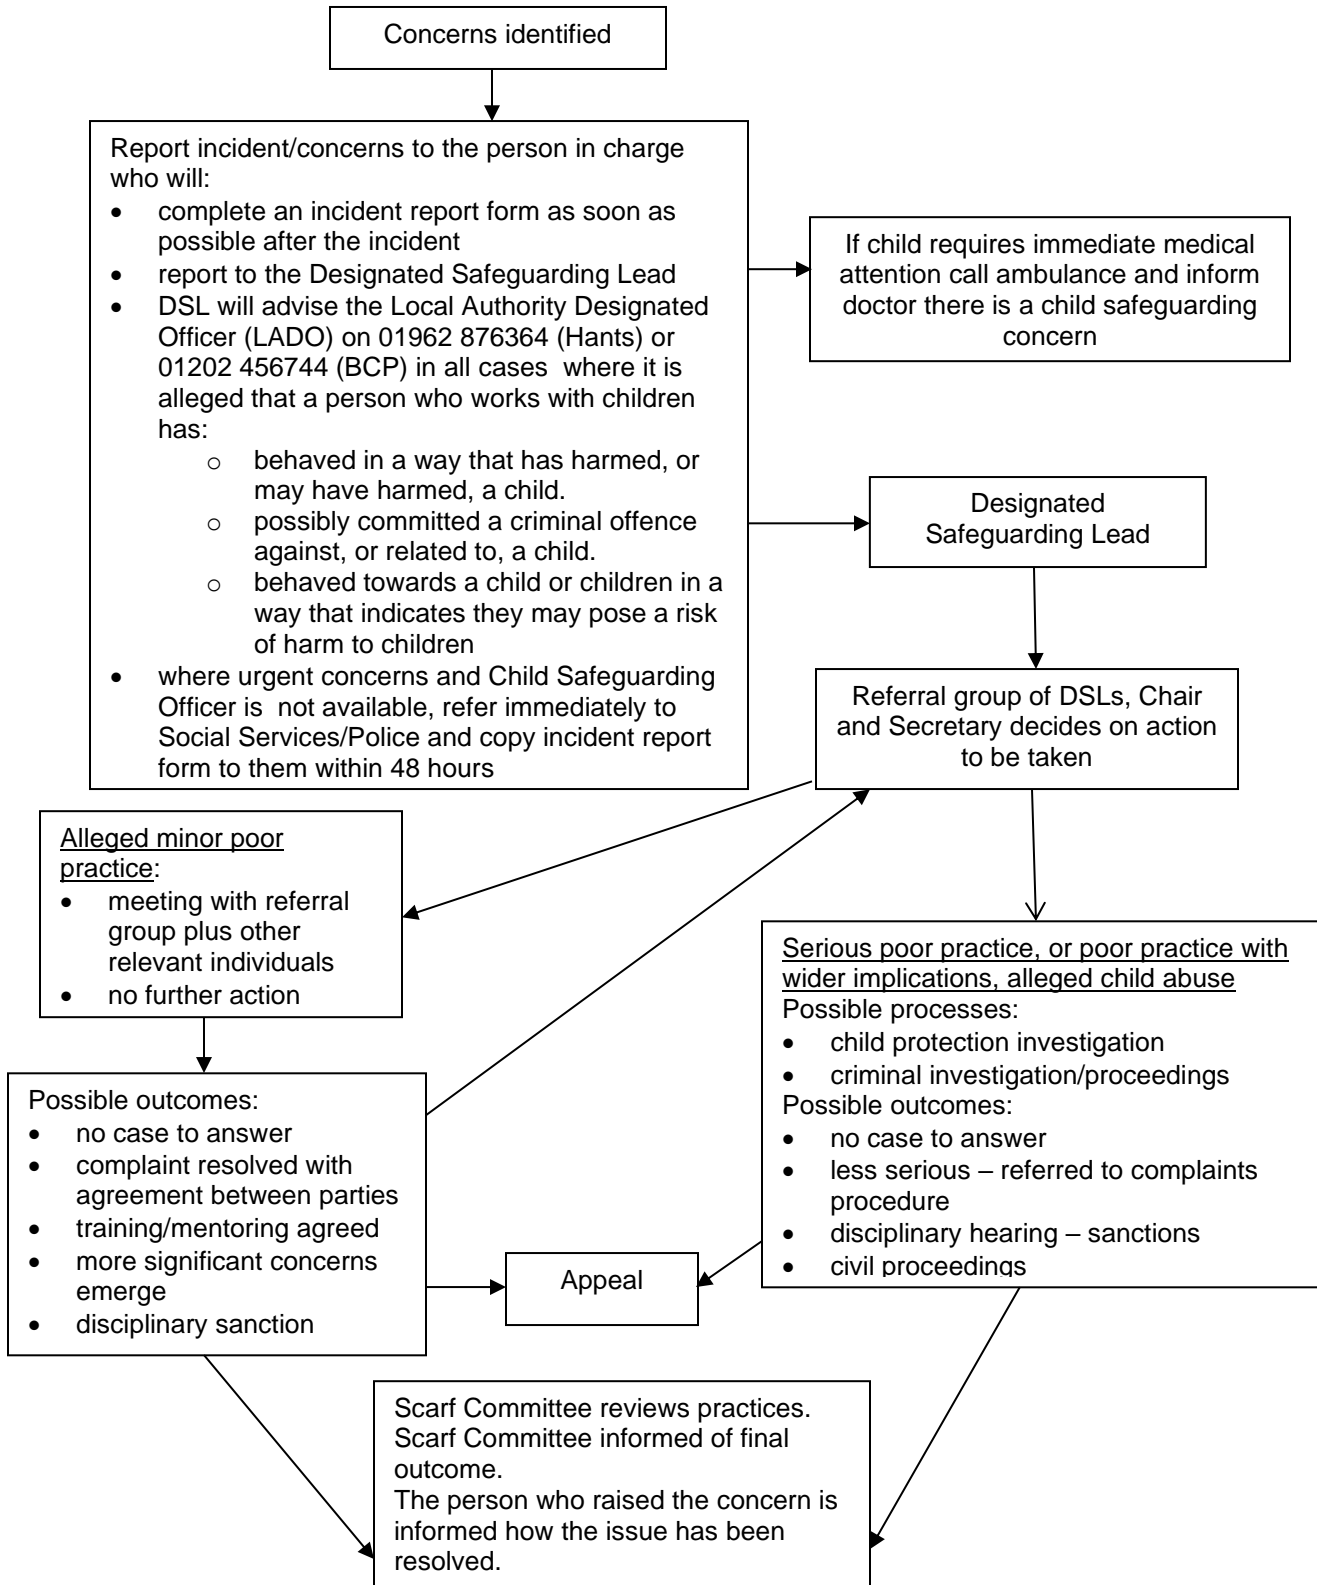 Concerns identified
Report incident/concerns to the person in charge
who will:
• complete an incident report form as soon as
possible after the incident
• report to the Designated Safeguarding Lead
• DSL will advise the Local Authority Designated
Officer (LADO) on 01962 876364 (Hants) or
01202 456744 (BCP) in all cases  where it is
alleged that a person who works with children
has:
o behaved in a way that has harmed, or
may have harmed, a child.
o possibly committed a criminal offence
against, or related to, a child.
o behaved towards a child or children in a
way that indicates they may pose a risk
of harm to children
• where urgent concerns and Child Safeguarding
Officer is  not available, refer immediately to
Social Services/Police and copy incident report
form to them within 48 hours
If child requires immediate medical
attention call ambulance and inform
doctor there is a child safeguarding
concern
Designated
Safeguarding Lead
Referral group of DSLs, Chair
and Secretary decides on action
to be taken
Alleged minor poor
practice:
• meeting with referral
group plus other
relevant individuals
• no further action
Serious poor practice, or poor practice with
wider implications, alleged child abuse
Possible processes:
• child protection investigation
• criminal investigation/proceedings
Possible outcomes:
• no case to answer
• less serious – referred to complaints
procedure
• disciplinary hearing – sanctions
• civil proceedings
Possible outcomes:
• no case to answer
• complaint resolved with
agreement between parties
• training/mentoring agreed
• more significant concerns
emerge
• disciplinary sanction
Appeal
Scarf Committee reviews practices.
Scarf Committee informed of final
outcome.
The person who raised the concern is
informed how the issue has been
resolved.